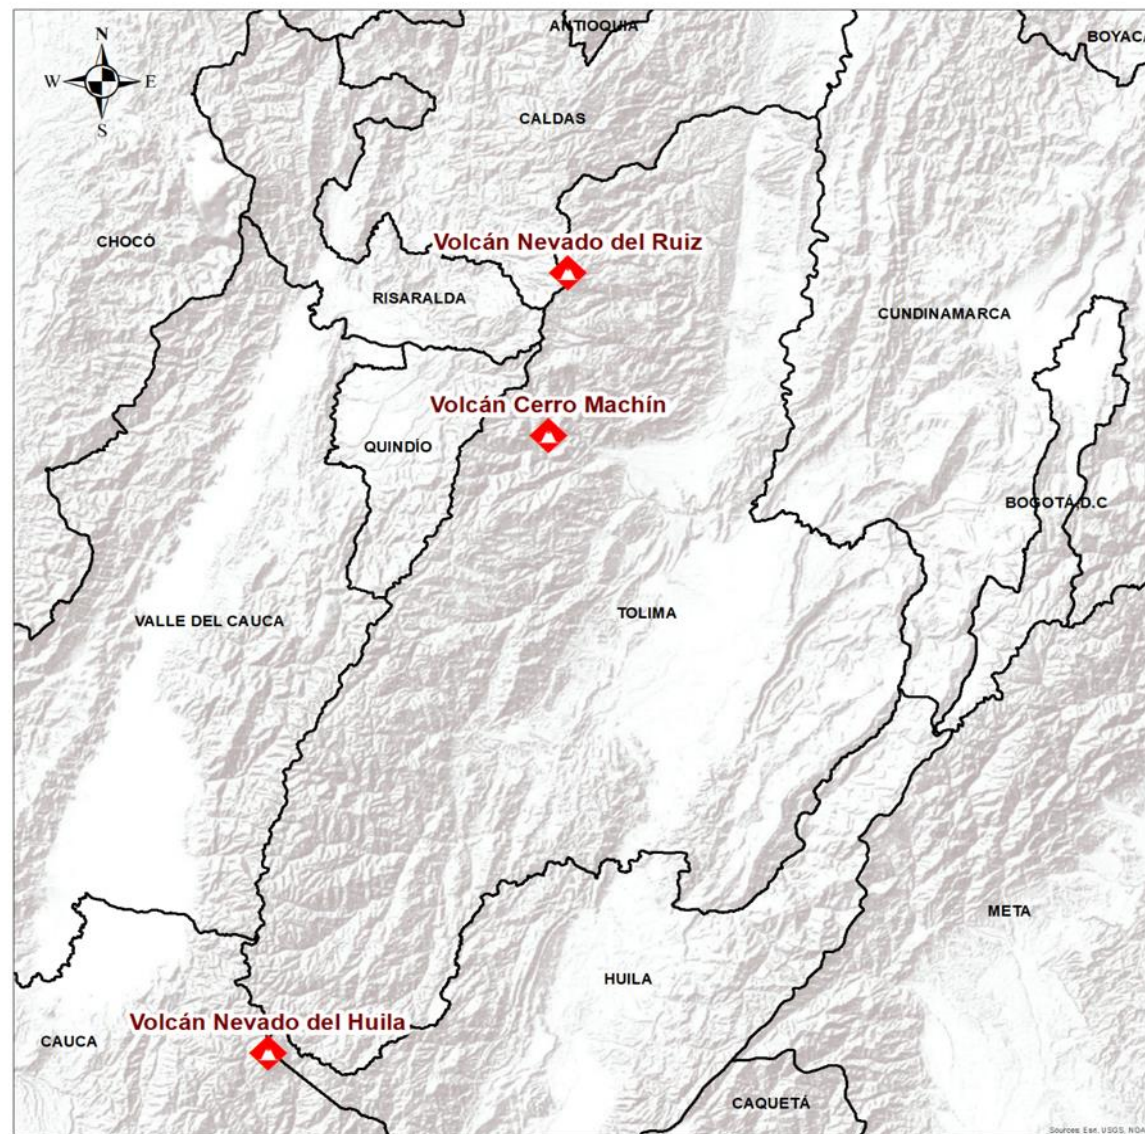 ANTIOQUIA
BOYACÁ
N
W E
S
CALDAS
CHOCÓ
Volcán Nevado del Ruiz
RISARALDA
CUNDINAMARCA
Volcán Cerro Machín
QUINDÍO
BOGOTÁ,D.C
VALLE DEL CAUCA
TOLIMA
META
HUILA
Volcán Nevado del Huila
CAUCA
CAQUETÁ
Sources: Esri, USGS, NOA